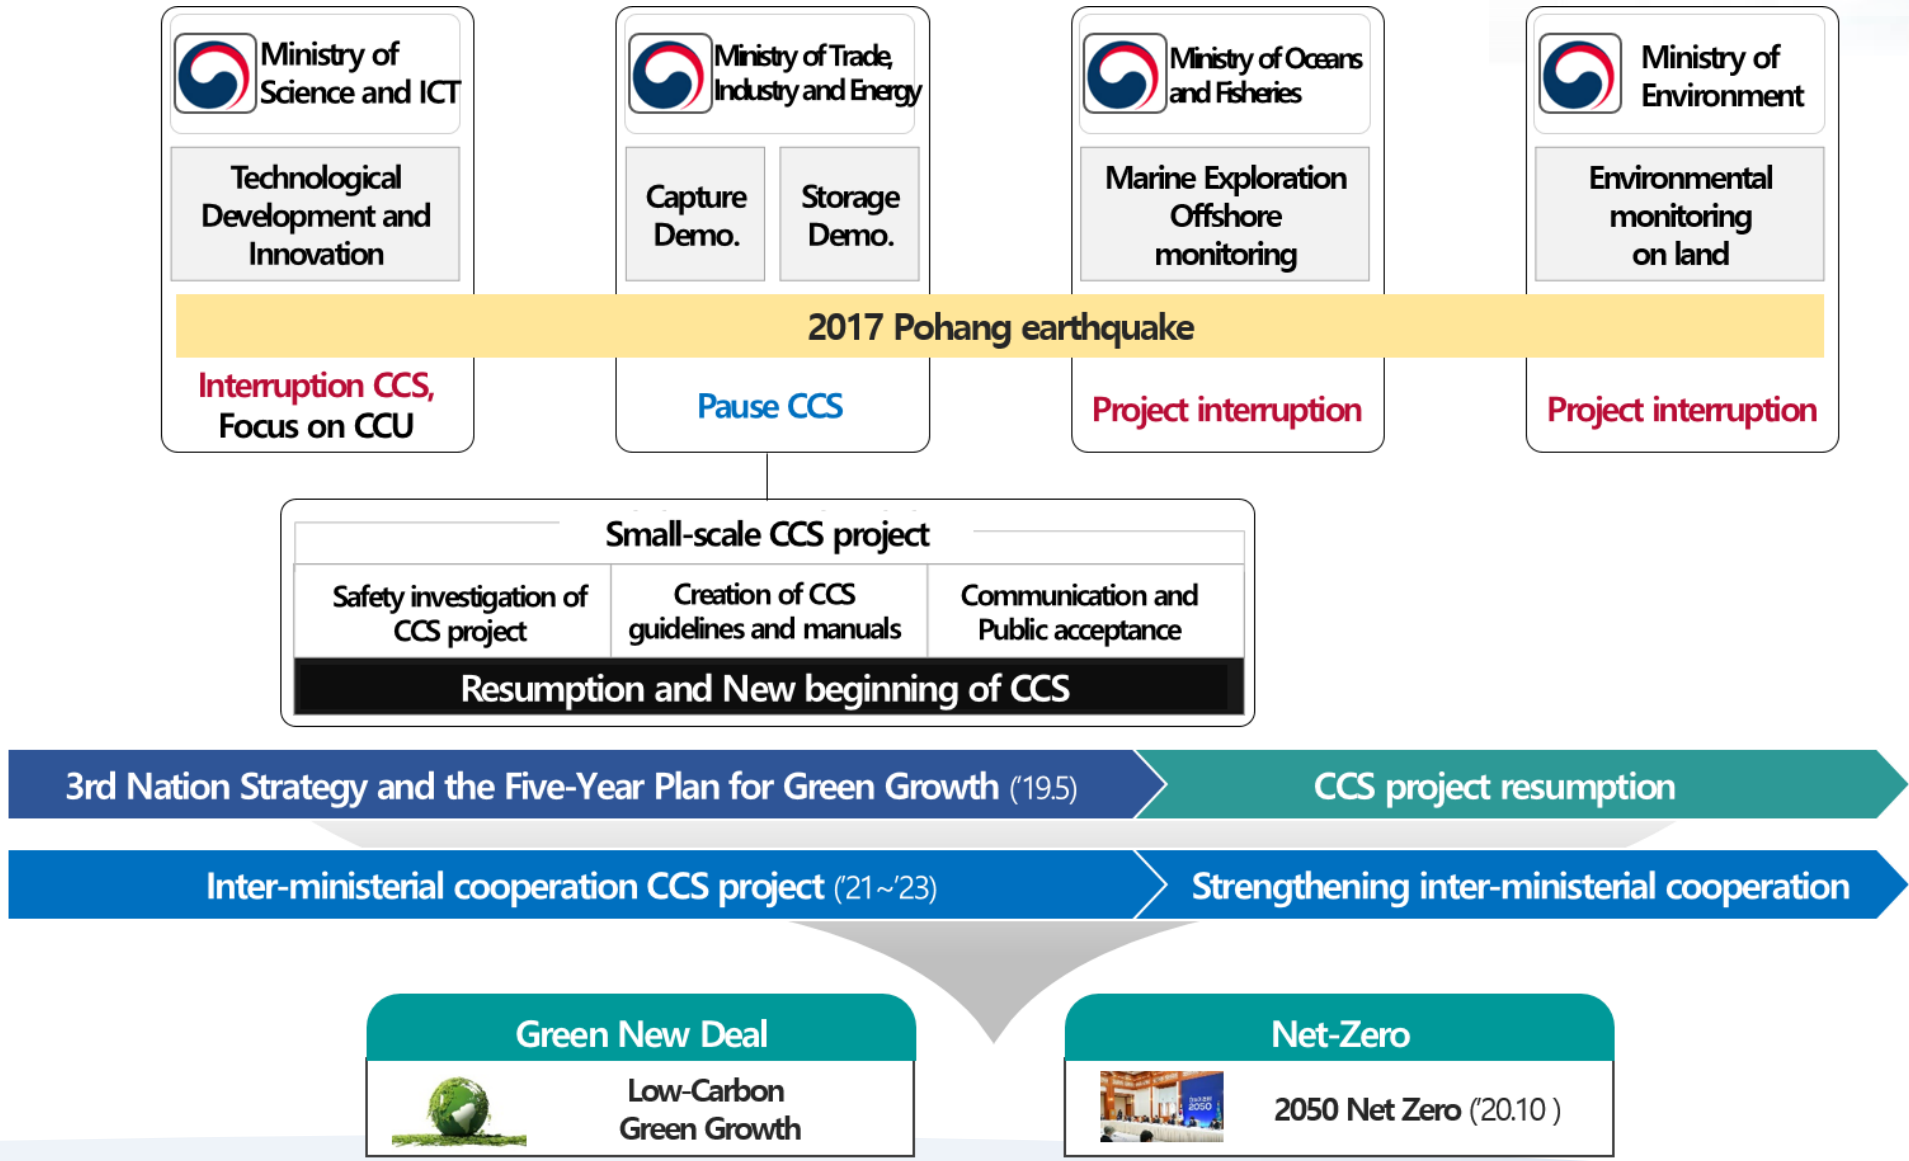 Ministry of
Science and ICT
Ministry of Trade,
Industry and Energy
Ministry of Oceans
and Fisheries
Ministry of
Environment
Technological
Development and
Innovation
Capture
Demo.
Storage
Demo.
Marine Exploration
Offshore
monitoring
Environmental
monitoring
on land
2017 Pohang earthquake
Interruption CCS,
Focus on CCU
Pause CCS
Project interruption
Project interruption
Small-scale CCS project
Safety investigation of
CCS project
Creation of CCS
guidelines and manuals
Communication and
Public acceptance
Resumption and New beginning of CCS
3rd Nation Strategy and the Five-Year Plan for Green Growth ('19.5)
CCS project resumption
Inter-ministerial cooperation CCS project ('21~'23)
Strengthening inter-ministerial cooperation
Green New Deal
Low-Carbon
Green Growth
Net-Zero
2050
2050 Net Zero ('20.10 )